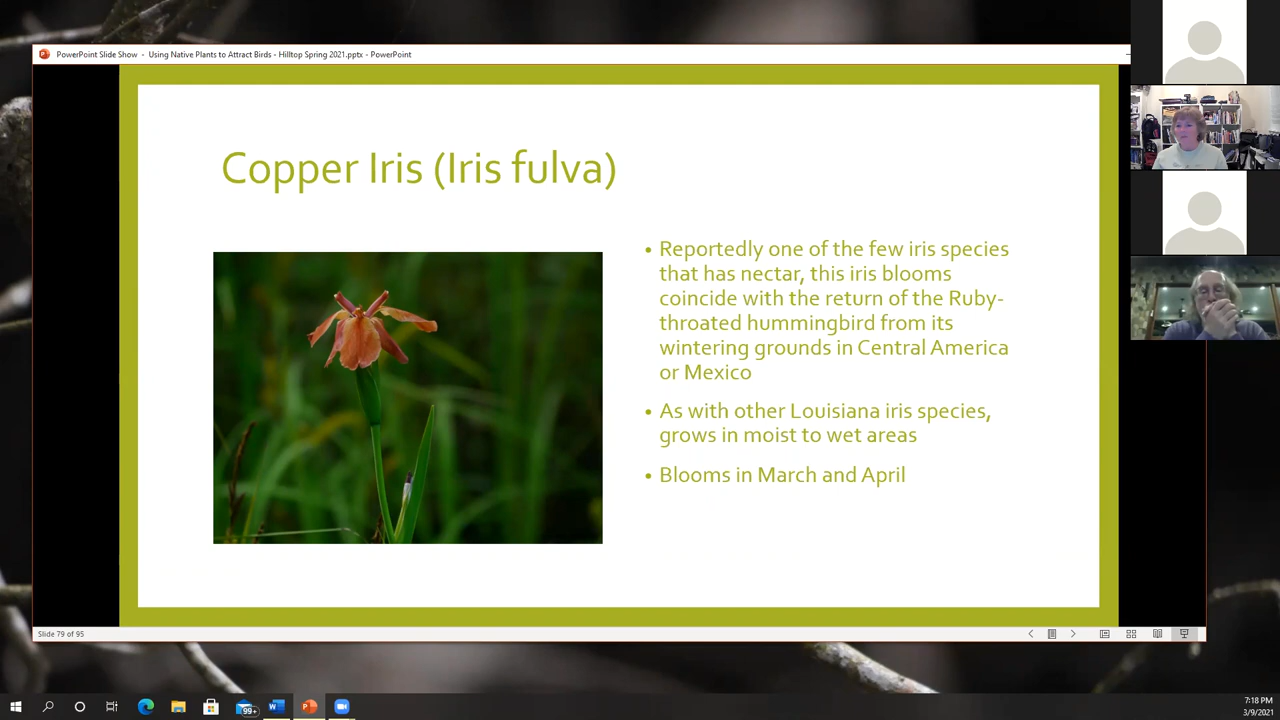 PowerPoint Slide Show - Using Native Plants to Attract Birds - Hilltop Spring 2021.pptx - PowerPoint
Copper Iris (Iris fulva)
• Reportedly one of the few iris species
that has nectar, this iris blooms
coincide with the return of the Ruby-
throated hummingbird from its
wintering grounds in Central America
or Mexico
• As with other Louisiana iris species,
grows in moist to wet areas
• Blooms in March and April
Slide 79 of 95
99+
7:18 PM
3/9/2021